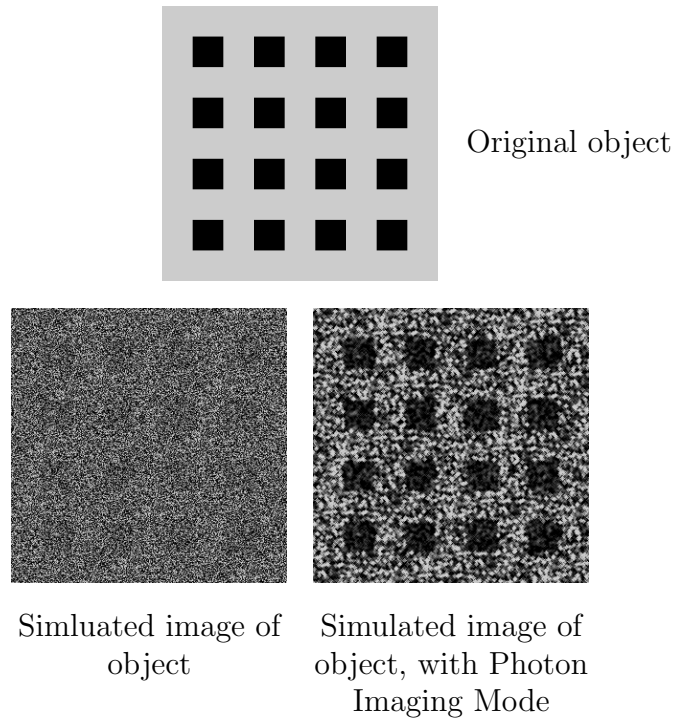 Original object
Simluated image of
object
Simulated image of
object, with Photon
Imaging Mode